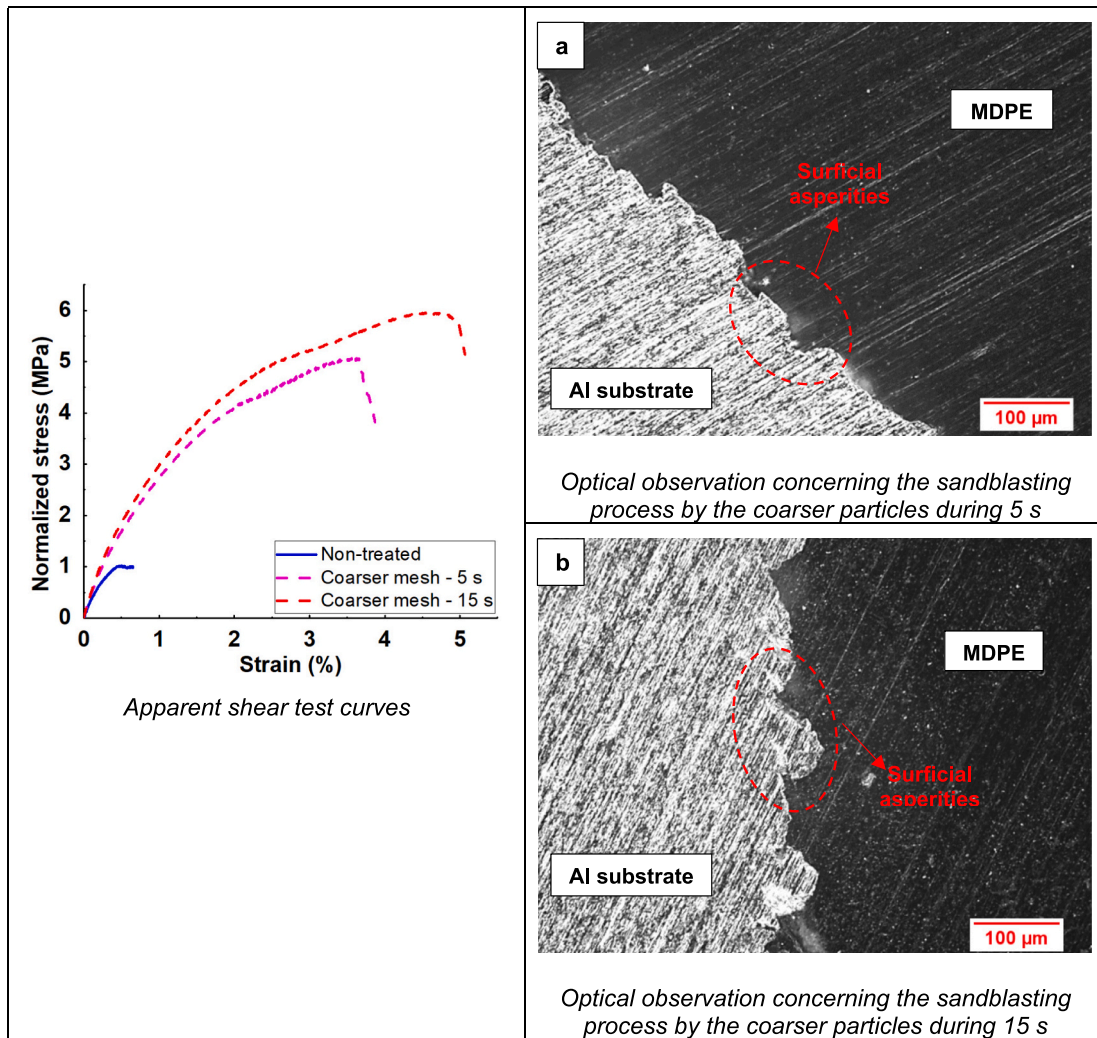 6
5
4
3
2
1
0
Normalized stress (MPa)
Non-treated
Coarser mesh - 5 s
Coarser mesh - 15 s
0 1 2 3 4 5
Strain (%)
Apparent shear test curves
a
MDPE
Surficial
asperities
Al substrate
100 µm
Optical observation concerning the sandblasting
process by the coarser particles during 5 s
b
MDPE
Surficial
asperities
Al substrate
100 µm
Optical observation concerning the sandblasting
process by the coarser particles during 15 s